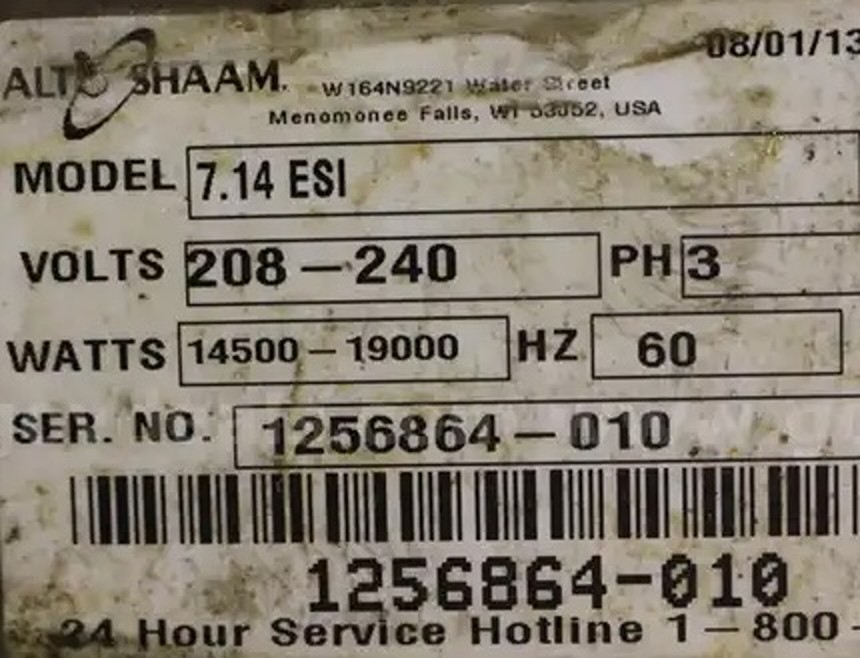 08/01/13
ALTO SHAAM. W164N9221 Water Street
Menomonee Falls, WI 53052, USA
MODEL 7.14 ESI
VOLTS 208-240 PH 3
WATTS 14500-19000 HZ 60
SER. NO. 1256864-010
1256864-010
24 Hour Service Hotline 1-800-